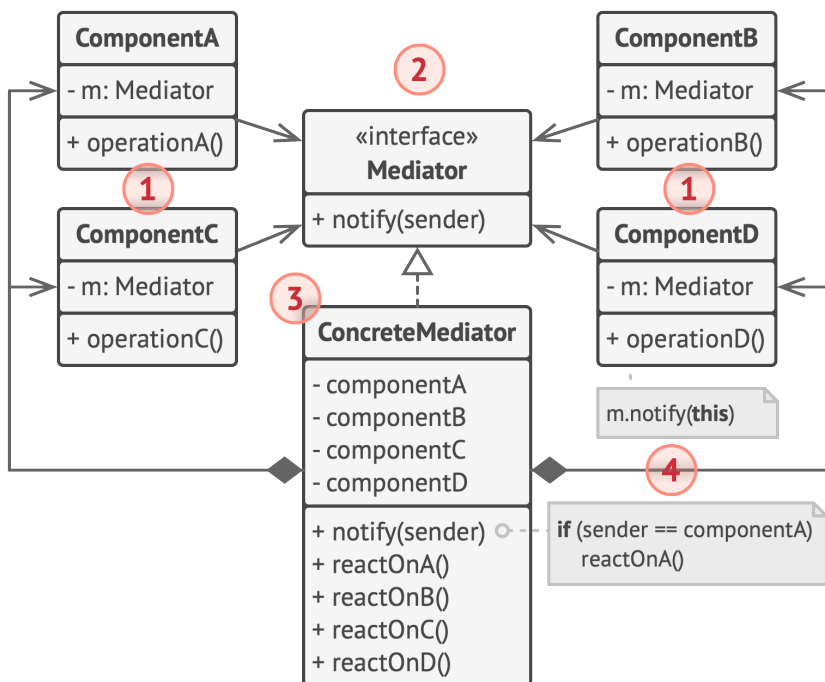 ComponentA
- m: Mediator
+ operationA()
1
ComponentC
- m: Mediator
+ operationC()
2
«interface»
Mediator
+ notify(sender)
3
ConcreteMediator
- componentA
- componentB
- componentC
- componentD
+ notify(sender)
+ reactOnA()
+ reactOnB()
+ reactOnC()
+ reactOnD()
ComponentB
- m: Mediator
+ operationB()
1
ComponentD
- m: Mediator
+ operationD()
m.notify(this)
4
if (sender == componentA)
reactOnA()